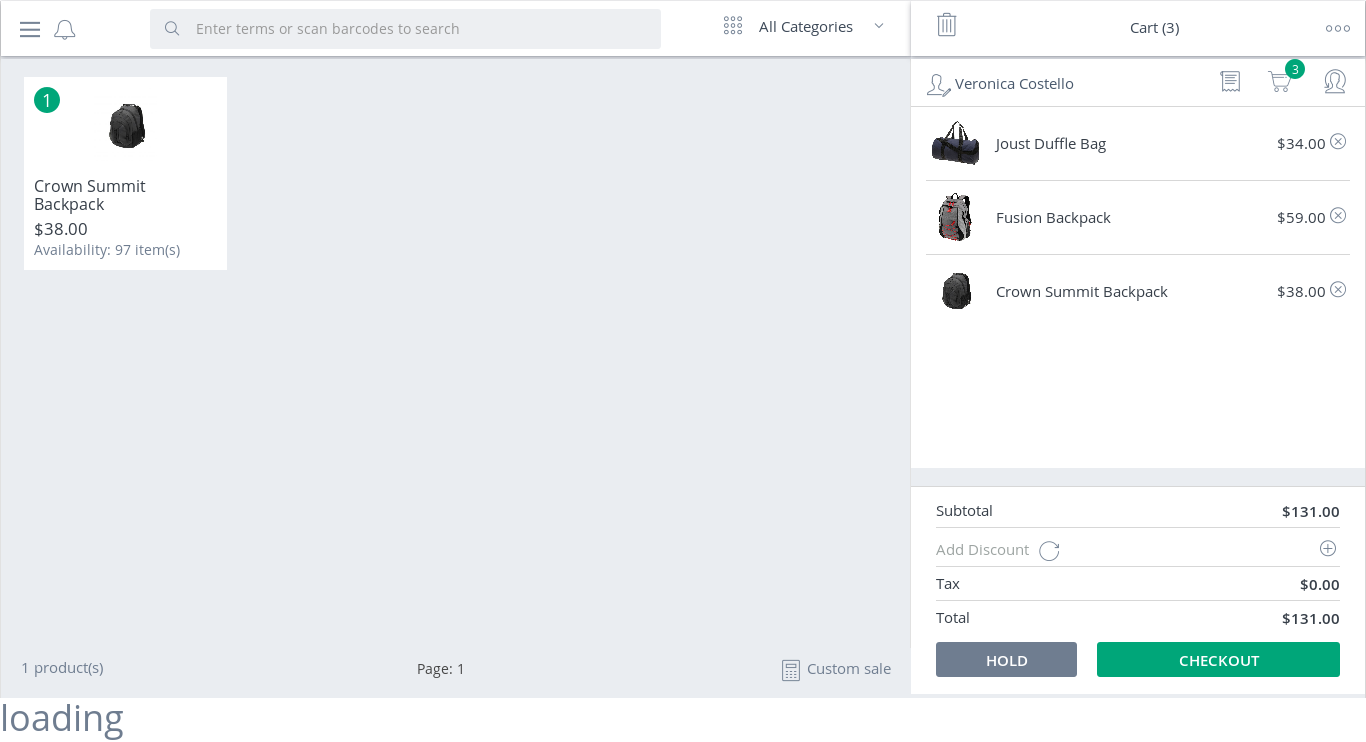 Enter terms or scan barcodes to search
All Categories
Cart (3)
Veronica Costello
3
1
Crown Summit
Backpack
$38.00
Availability: 97 item(s)
Joust Duffle Bag $34.00
Fusion Backpack $59.00
Crown Summit Backpack $38.00
Subtotal $131.00
Add Discount
Tax $0.00
Total $131.00
HOLD CHECKOUT
1 product(s) Page: 1 Custom sale
loading